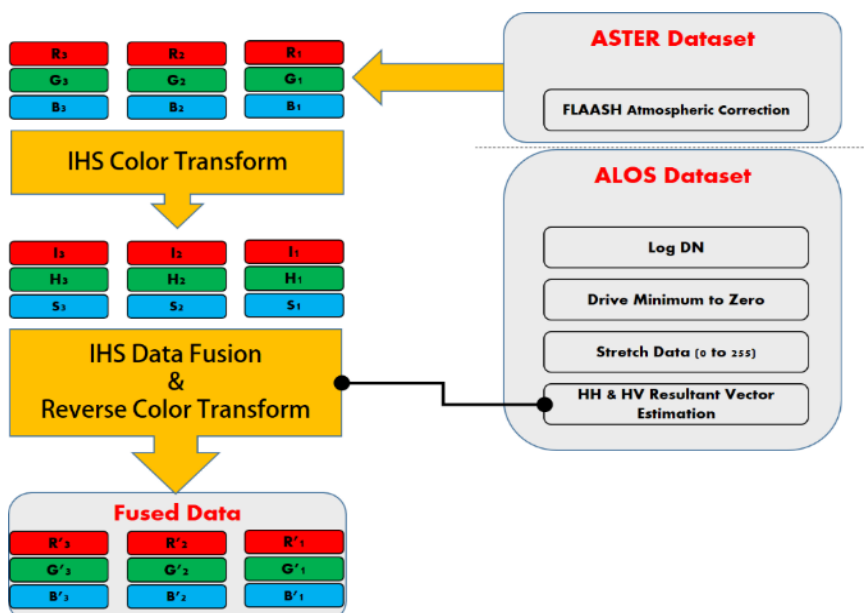 ASTER Dataset
FLAASH Atmospheric Correction
R₃ R₂ R₁
G₃ G₂ G₁
B₃ B₂ B₁
IHS Color Transform
ALOS Dataset
Log DN
Drive Minimum to Zero
Stretch Data [0 to 255]
HH & HV Resultant Vector
Estimation
I₃ I₂ I₁
H₃ H₂ H₁
S₃ S₂ S₁
IHS Data Fusion
&
Reverse Color Transform
Fused Data
R'₃ R'₂ R'₁
G'₃ G'₂ G'₁
B'₃ B'₂ B'₁